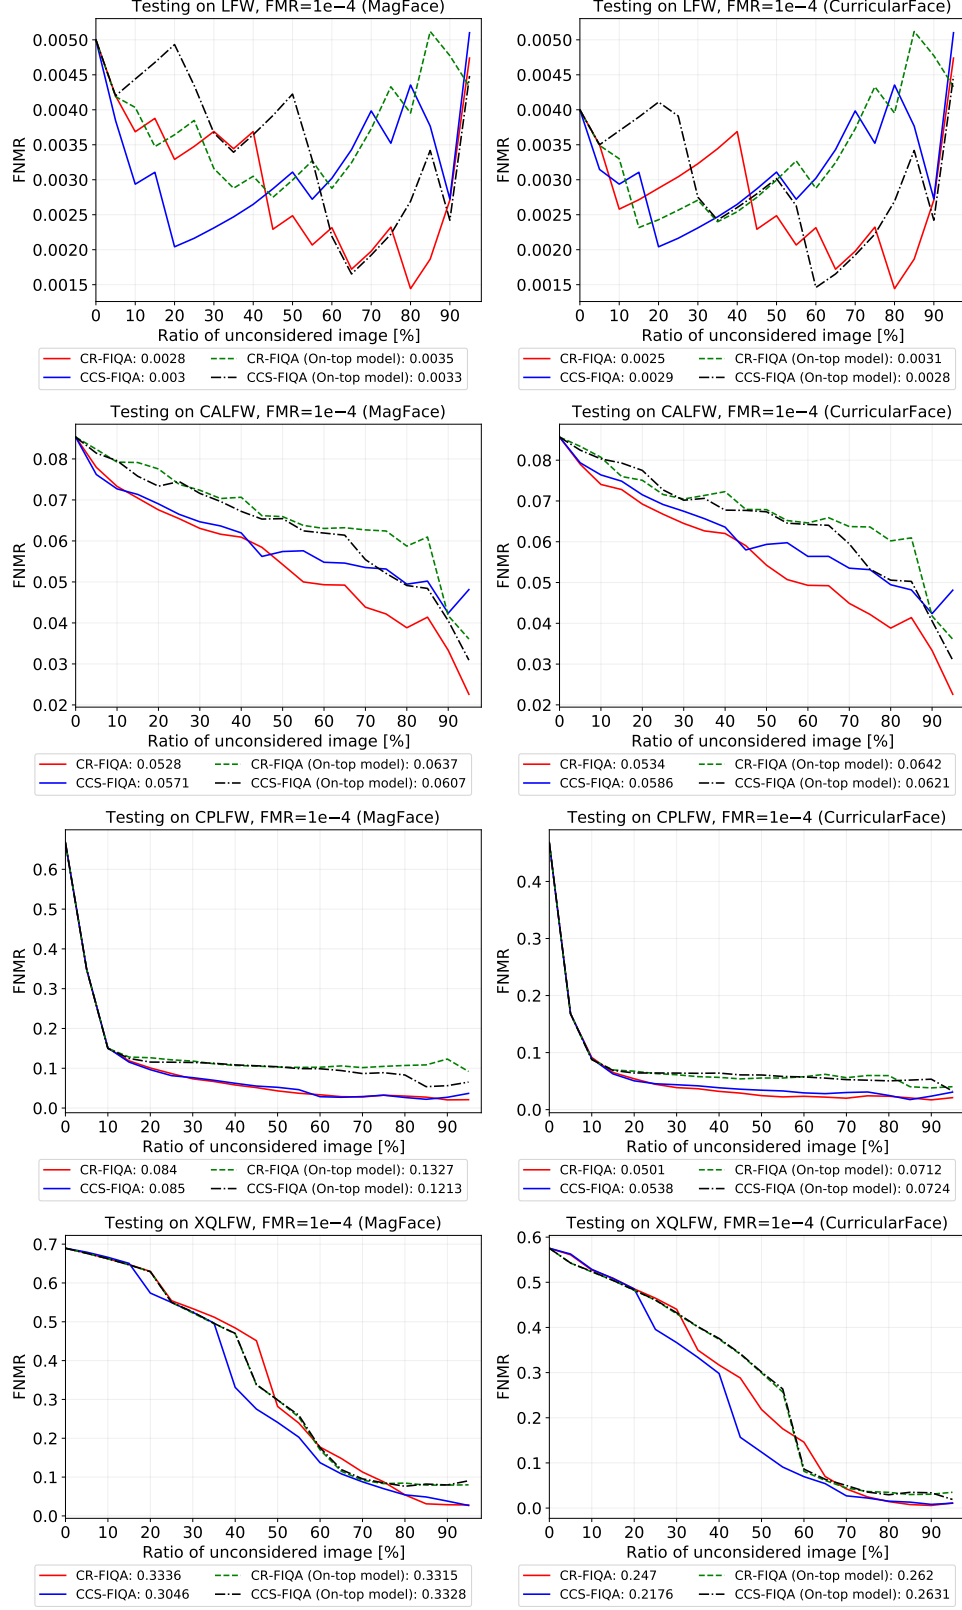 Testing on LFW, FMR=1e−4 (MagFace)
0.0050
0.0045
0.0040
0.0035
0.0030
0.0025
0.0020
0.0015
FNMR
0 10 20 30 40 50 60 70 80 90
Ratio of unconsidered image [%]
CR-FIQA: 0.0028 CR-FIQA (On-top model): 0.0035
CCS-FIQA: 0.003 CCS-FIQA (On-top model): 0.0033
Testing on LFW, FMR=1e−4 (CurricularFace)
0.0050
0.0045
0.0040
0.0035
0.0030
0.0025
0.0020
0.0015
FNMR
0 10 20 30 40 50 60 70 80 90
Ratio of unconsidered image [%]
CR-FIQA: 0.0025 CR-FIQA (On-top model): 0.0031
CCS-FIQA: 0.0029 CCS-FIQA (On-top model): 0.0028
Testing on CALFW, FMR=1e−4 (MagFace)
0.08
0.07
0.06
0.05
0.04
0.03
0.02
FNMR
0 10 20 30 40 50 60 70 80 90
Ratio of unconsidered image [%]
CR-FIQA: 0.0528 CR-FIQA (On-top model): 0.0637
CCS-FIQA: 0.0571 CCS-FIQA (On-top model): 0.0607
Testing on CALFW, FMR=1e−4 (CurricularFace)
0.08
0.07
0.06
0.05
0.04
0.03
0.02
FNMR
0 10 20 30 40 50 60 70 80 90
Ratio of unconsidered image [%]
CR-FIQA: 0.0534 CR-FIQA (On-top model): 0.0642
CCS-FIQA: 0.0586 CCS-FIQA (On-top model): 0.0621
Testing on CPLFW, FMR=1e−4 (MagFace)
0.6
0.5
0.4
0.3
0.2
0.1
0.0
FNMR
0 10 20 30 40 50 60 70 80 90
Ratio of unconsidered image [%]
CR-FIQA: 0.084 CR-FIQA (On-top model): 0.1327
CCS-FIQA: 0.085 CCS-FIQA (On-top model): 0.1213
Testing on CPLFW, FMR=1e−4 (CurricularFace)
0.4
0.3
0.2
0.1
0.0
FNMR
0 10 20 30 40 50 60 70 80 90
Ratio of unconsidered image [%]
CR-FIQA: 0.0501 CR-FIQA (On-top model): 0.0712
CCS-FIQA: 0.0538 CCS-FIQA (On-top model): 0.0724
Testing on XQLFW, FMR=1e−4 (MagFace)
0.7
0.6
0.5
0.4
0.3
0.2
0.1
0.0
FNMR
0 10 20 30 40 50 60 70 80 90
Ratio of unconsidered image [%]
CR-FIQA: 0.3336 CR-FIQA (On-top model): 0.3315
CCS-FIQA: 0.3046 CCS-FIQA (On-top model): 0.3328
Testing on XQLFW, FMR=1e−4 (CurricularFace)
0.6
0.5
0.4
0.3
0.2
0.1
0.0
FNMR
0 10 20 30 40 50 60 70 80 90
Ratio of unconsidered image [%]
CR-FIQA: 0.247 CR-FIQA (On-top model): 0.262
CCS-FIQA: 0.2176 CCS-FIQA (On-top model): 0.2631